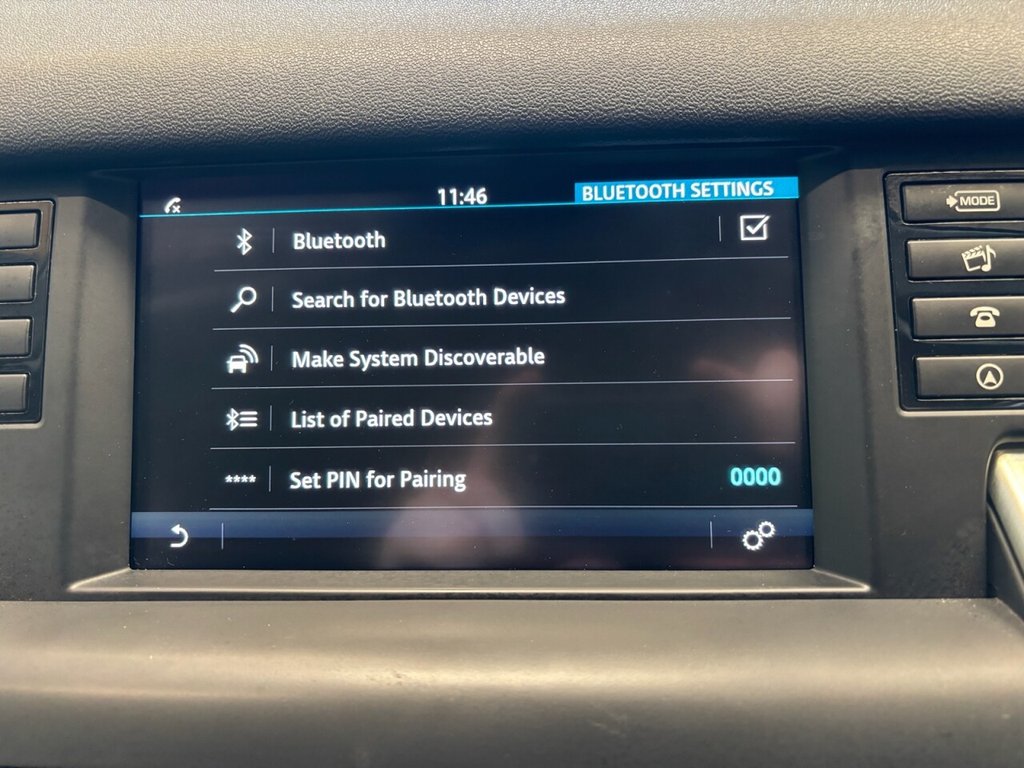 11:46
BLUETOOTH SETTINGS
Bluetooth
Search for Bluetooth Devices
Make System Discoverable
List of Paired Devices
**** Set PIN for Pairing 0000
MODE